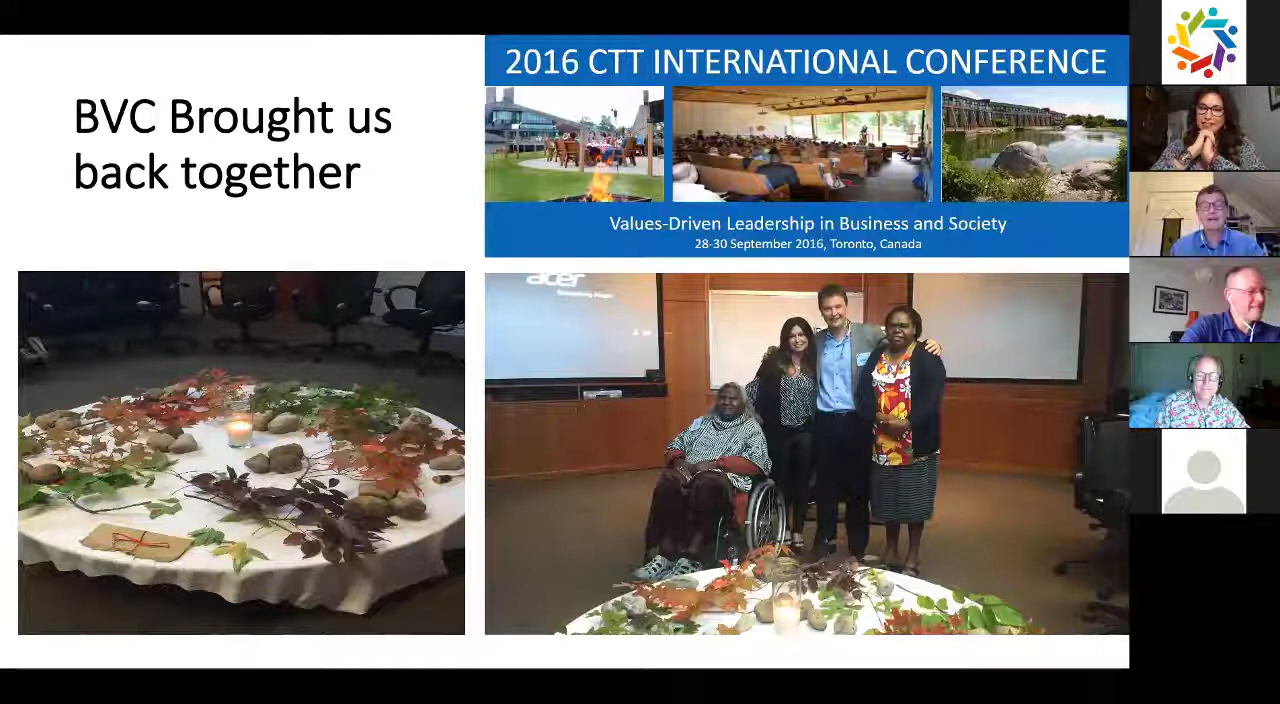 BVC Brought us
back together
2016 CTT INTERNATIONAL CONFERENCE
Values-Driven Leadership in Business and Society
28-30 September 2016, Toronto, Canada
acer